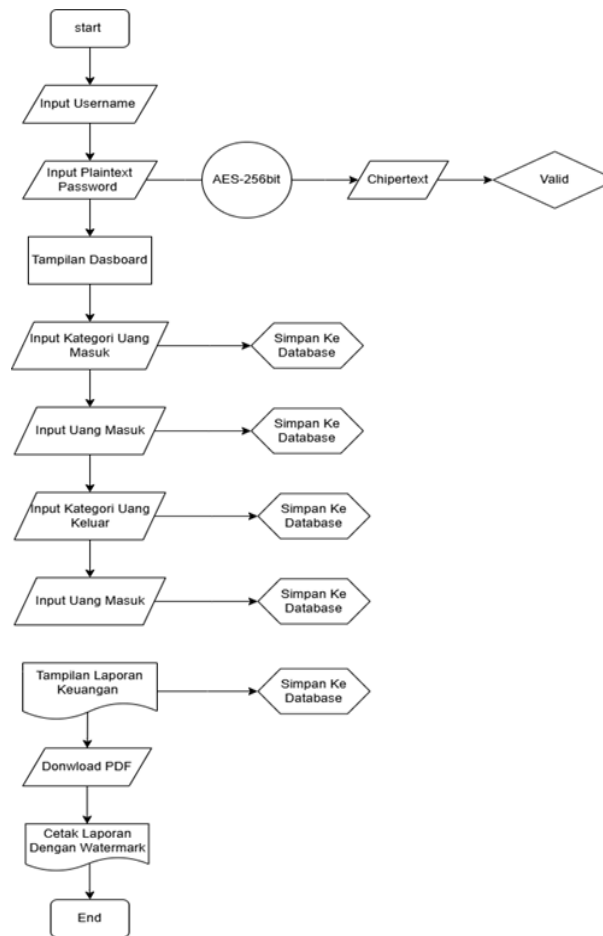 start
Input Username
Input Plaintext
Password
AES-256bit
Chipertext
Valid
Tampilan Dasboard
Input Kategori Uang
Masuk
Simpan Ke
Database
Input Uang Masuk
Simpan Ke
Database
Input Kategori Uang
Keluar
Simpan Ke
Database
Input Uang Masuk
Simpan Ke
Database
Tampilan Laporan
Keuangan
Simpan Ke
Database
Donwload PDF
Cetak Laporan
Dengan Watermark
End